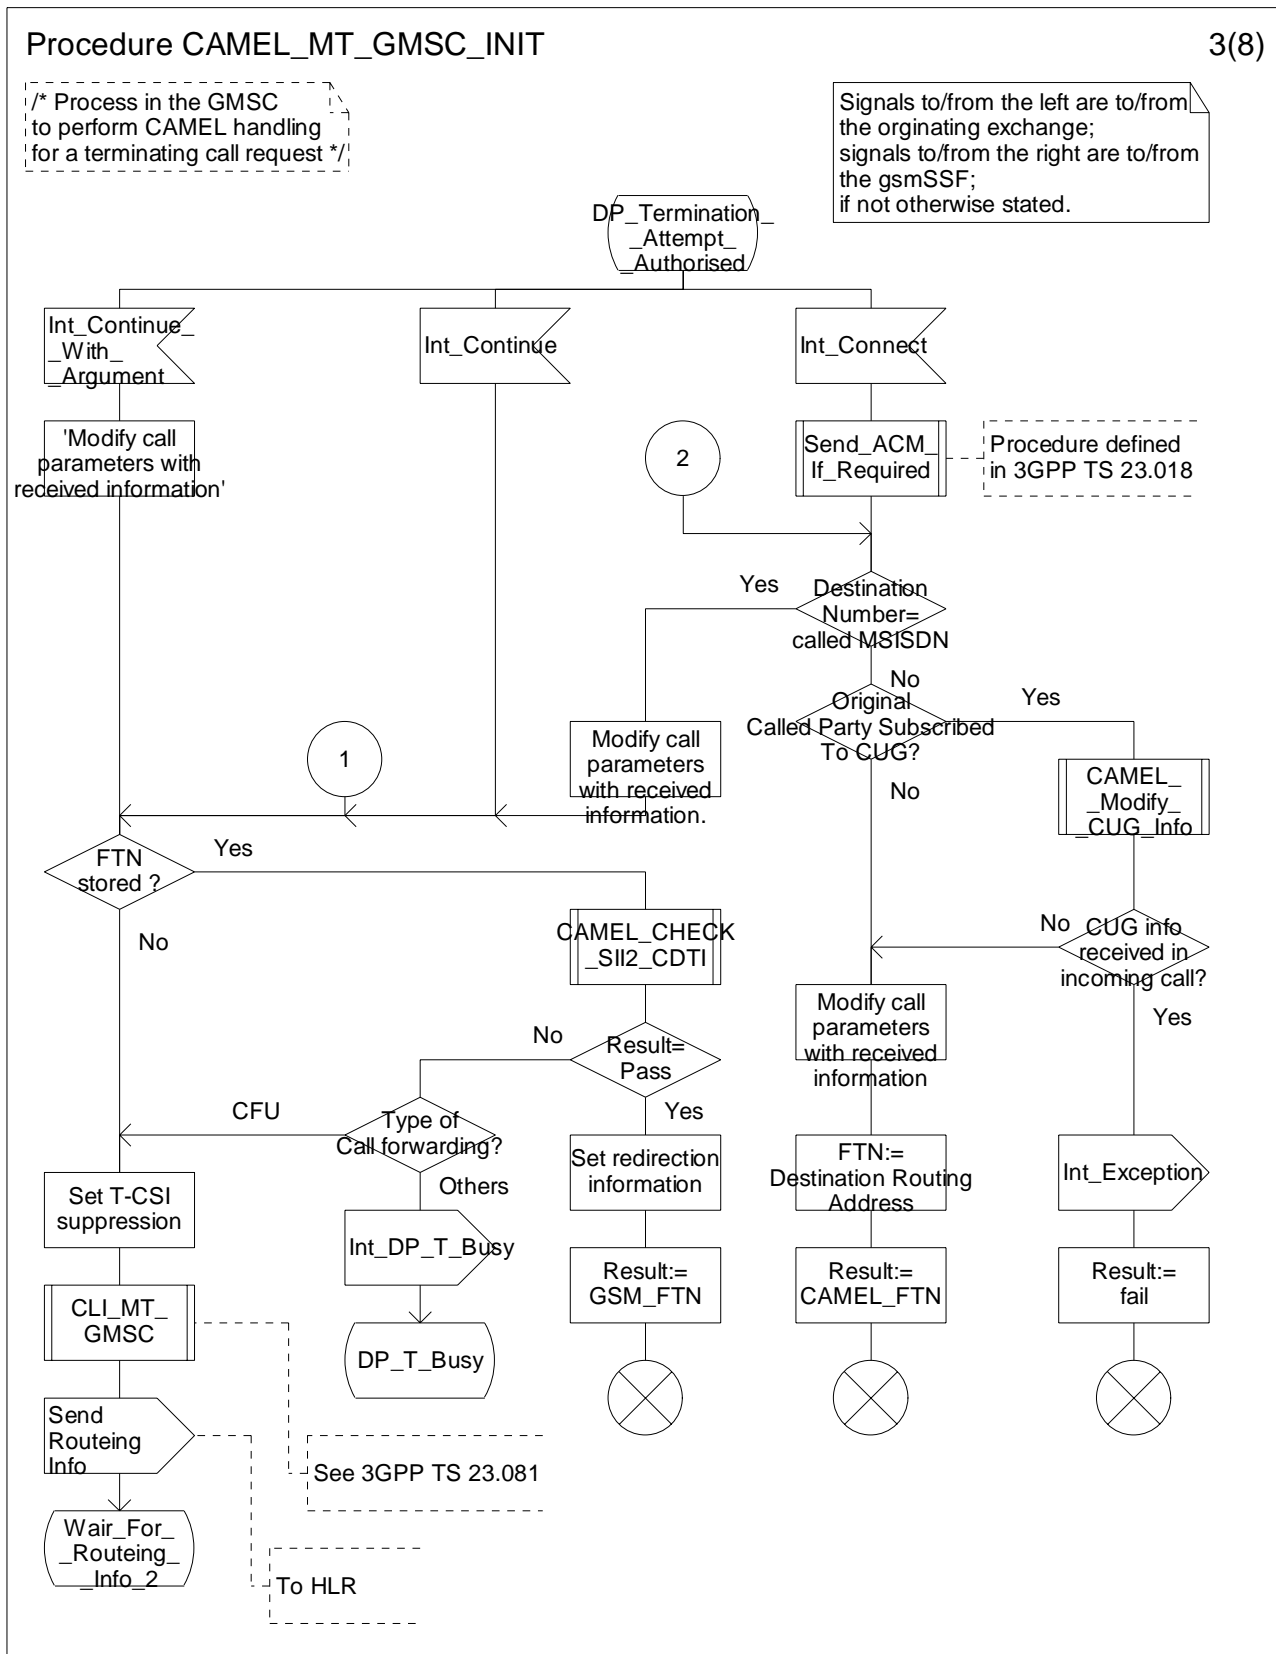 Procedure CAMEL_MT_GMSC_INIT
3(8)
/* Process in the GMSC
to perform CAMEL handling
for a terminating call request */
Signals to/from the left are to/from
the orginating exchange;
signals to/from the right are to/from
the gsmSSF;
if not otherwise stated.
DP_Termination_
_Attempt_
_Authorised
Int_Continue_
_With_
_Argument
Int_Continue
Int_Connect
'Modify call
parameters with
received information'
2
Send_ACM_
If_Required
Procedure defined
in 3GPP TS 23.018
Yes
Destination
Number=
called MSISDN
No
Original
Called Party Subscribed
To CUG?
Yes
No
1
Modify call
parameters
with received
information.
CAMEL_
_Modify_
_CUG_Info
FTN
stored ?
Yes
No
CAMEL_CHECK
_SII2_CDTI
No
CUG info
received in
incoming call?
Yes
Modify call
parameters
with received
information
No
Result=
Pass
Yes
CFU
Type of
Call forwarding?
Others
Set redirection
information
FTN:=
Destination Routing
Address
Int_Exception
Set T-CSI
suppression
Int_DP_T_Busy
Result:=
GSM_FTN
Result:=
CAMEL_FTN
Result:=
fail
CLI_MT_
GMSC
DP_T_Busy
Send
Routeing
Info
See 3GPP TS 23.081
Wair_For_
_Routeing_
_Info_2
To HLR